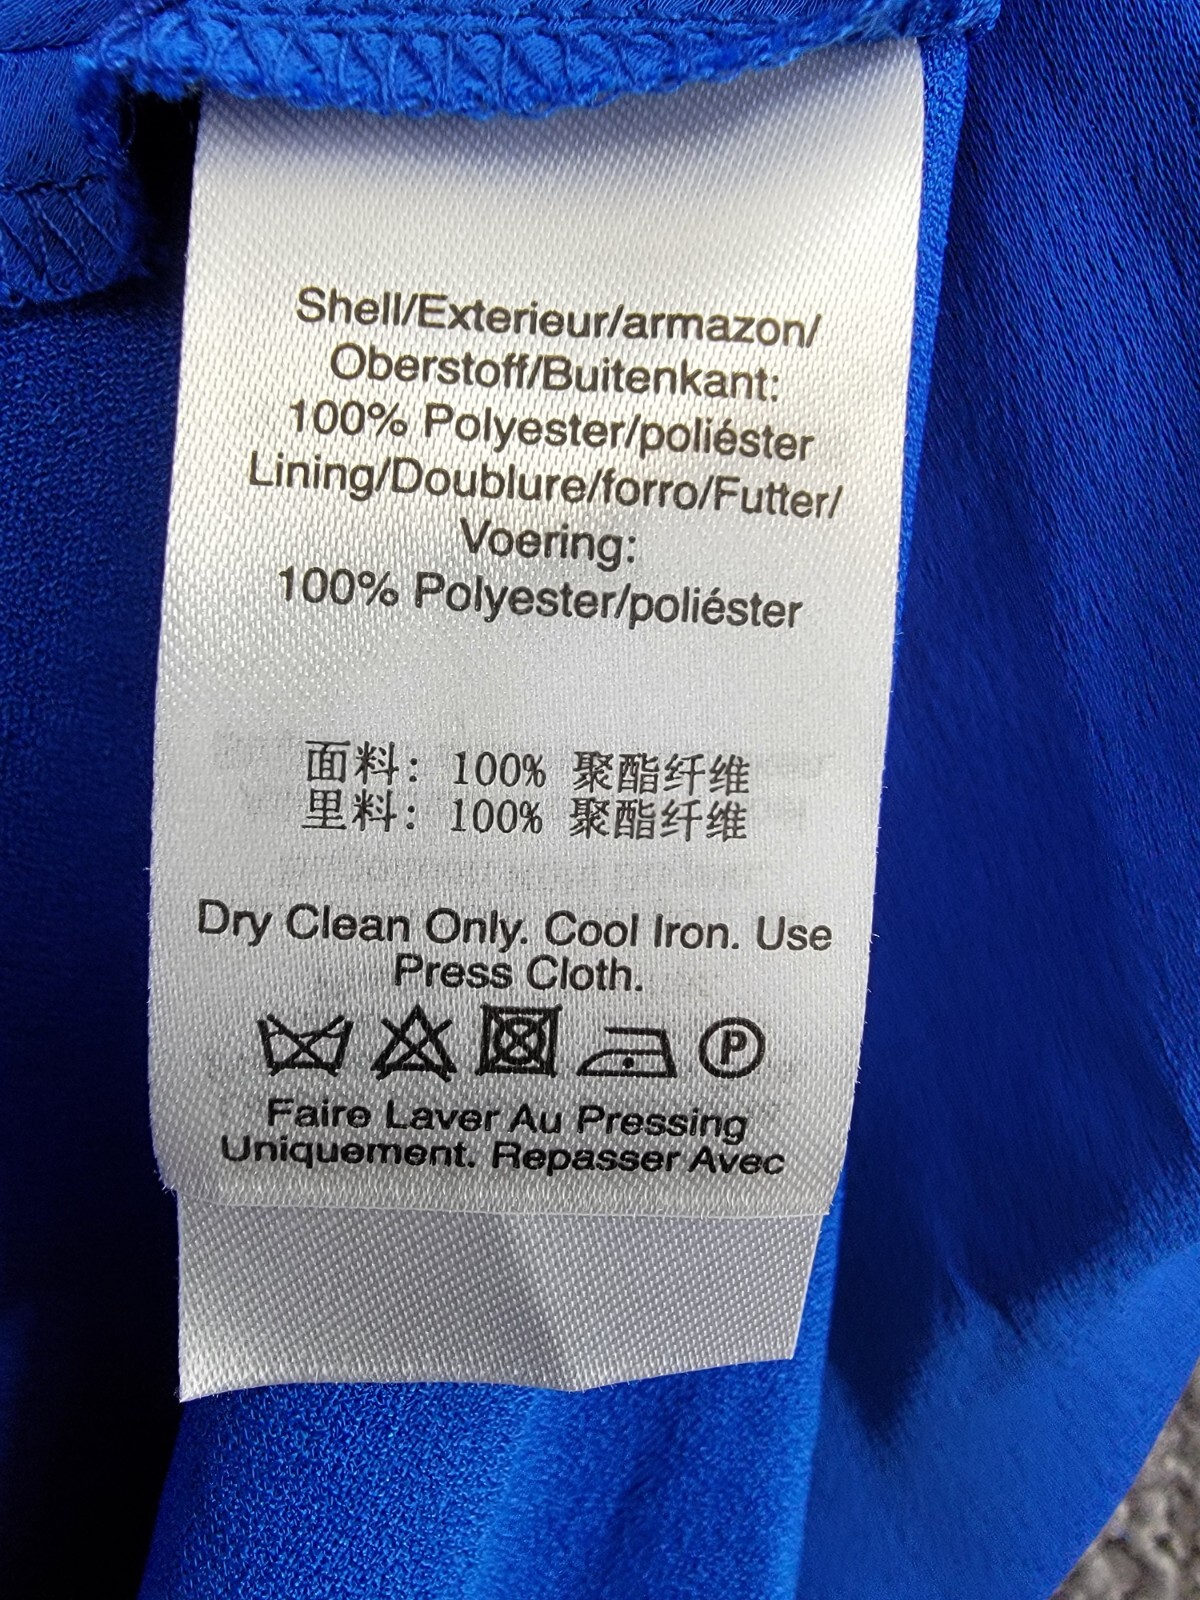 Shell/Exterieur/armazon/
Oberstoff/Buitenkant:
100% Polyester/poliéster
Lining/Doublure/forro/Futter/
Voering:
100% Polyester/poliéster
面料: 100% 聚酯纤维
里料: 100% 聚酯纤维
Dry Clean Only. Cool Iron. Use
Press Cloth.
P
Faire Laver Au Pressing
Uniquement. Repasser Avec